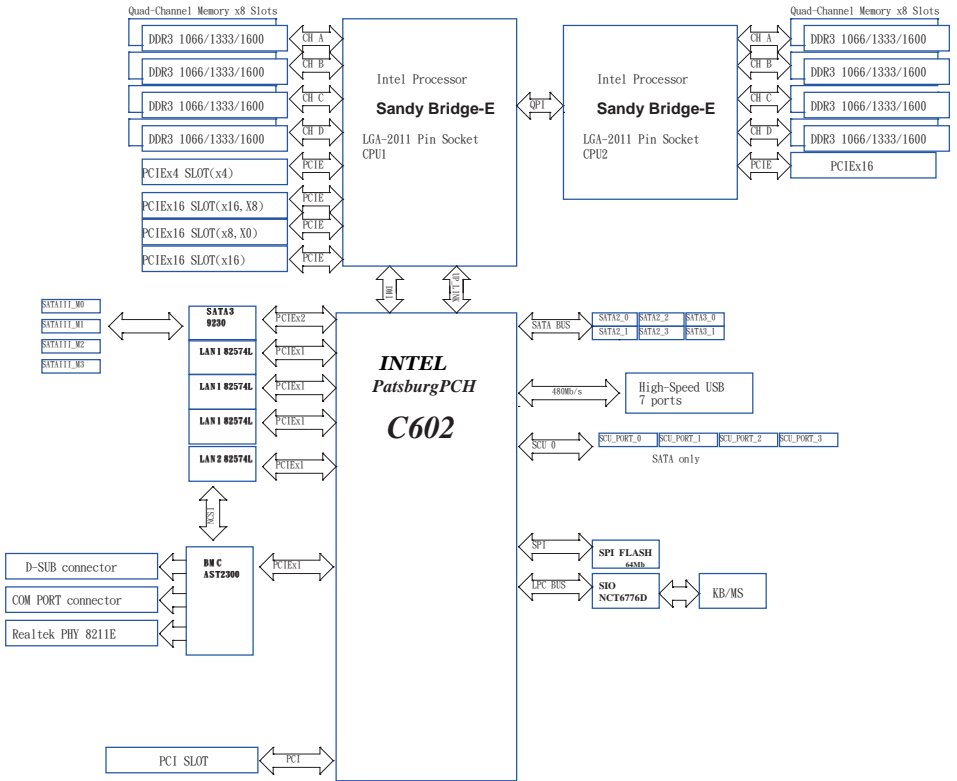 Quad-Channel Memory x8 Slots
DDR3 1066/1333/1600
DDR3 1066/1333/1600
DDR3 1066/1333/1600
DDR3 1066/1333/1600
CH A
CH B
CH C
CH D
PCIEx4 SLOT(x4)
PCIE
PCIEx16 SLOT(x16,X8)
PCIE
PCIEx16 SLOT(x8,X0)
PCIE
PCIEx16 SLOT(x16)
PCIE
Intel Processor
Sandy Bridge-E
LGA-2011 Pin Socket
CPU1
QPI
Intel Processor
Sandy Bridge-E
LGA-2011 Pin Socket
CPU2
Quad-Channel Memory x8 Slots
CH A
CH B
CH C
CH D
DDR3 1066/1333/1600
DDR3 1066/1333/1600
DDR3 1066/1333/1600
DDR3 1066/1333/1600
PCIE
PCIEx16
DMI
UP_LINK
SATAIII_M0
SATAIII_M1
SATAIII_M2
SATAIII_M3
SATA3
9230
PCIEx2
LAN1 82574L
PCIEx1
LAN1 82574L
PCIEx1
LAN1 82574L
PCIEx1
LAN2 82574L
PCIEx1
NCSI
BMC
AST2300
PCIEx1
D-SUB connector
COM PORT connector
Realtek PHY 8211E
PCI SLOT
PCI
INTEL
PatsburgPCH
C602
SATA BUS
SATA2_0 SATA2_2 SATA3_0
SATA2_1 SATA2_3 SATA3_1
480Mb/s
High-Speed USB
7 ports
SCU 0
SCU_PORT_0 SCU_PORT_1 SCU_PORT_2 SCU_PORT_3
SATA only
SPI
SPI FLASH
64Mb
LPC BUS
SIO
NCT6776D
KB/MS